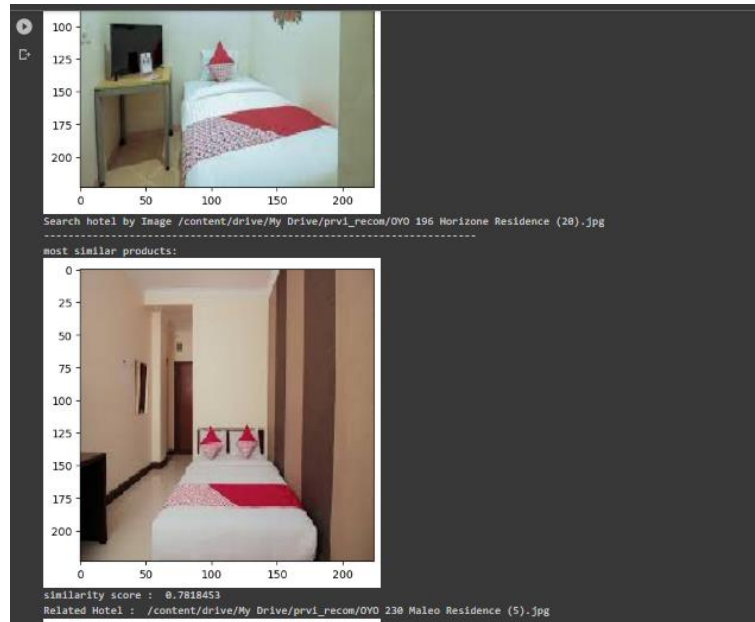 100
125
150
175
200
0 50 100 150 200
Search hotel by Image /content/drive/My Drive/prvi_recom/OYO 196 Horizone Residence (20).jpg
------------------------------------------------------------------------
most similar products:
0
25
50
75
100
125
150
175
200
0 50 100 150 200
similarity score :  0.7818453
Related Hotel :  /content/drive/My Drive/prvi_recom/OYO 230 Maleo Residence (5).jpg